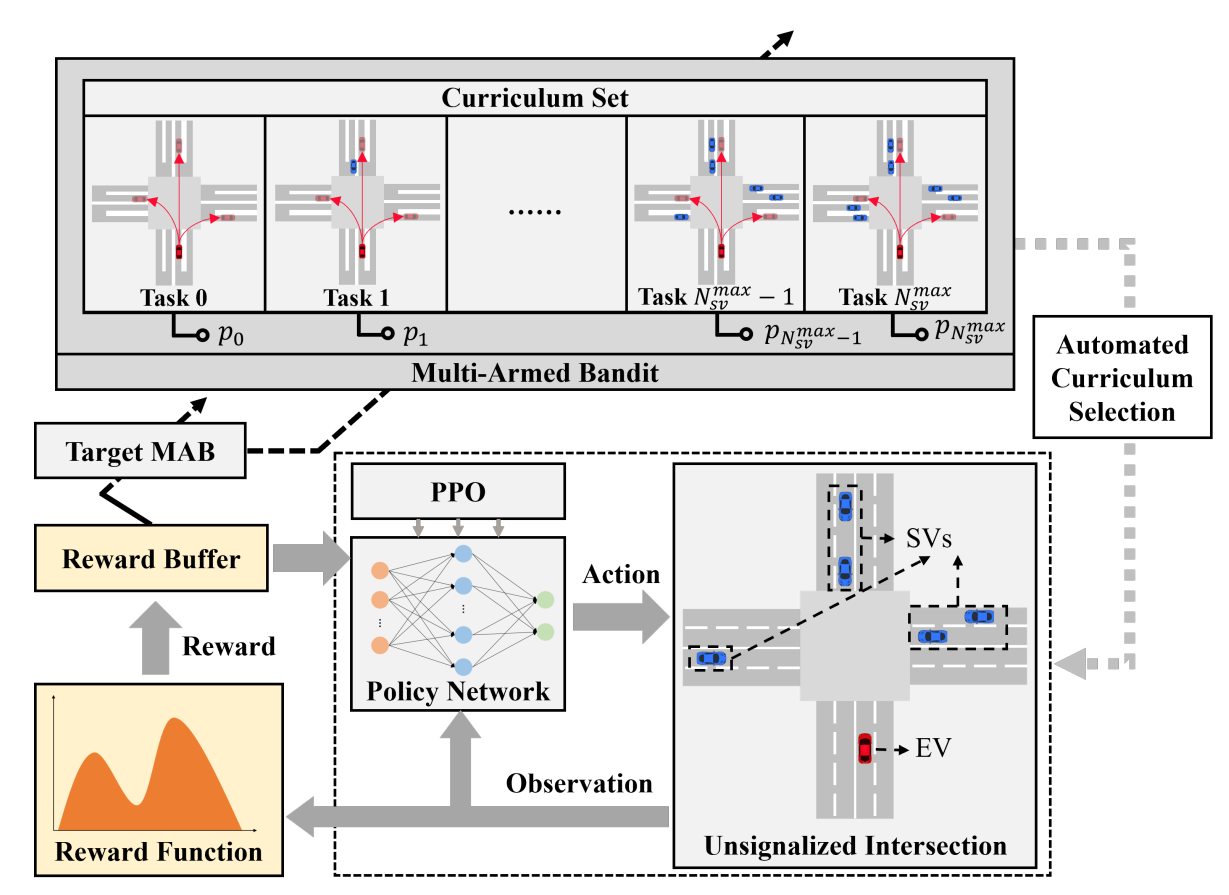 Curriculum Set
......
Task 0
Task 1
Task $N_{sv}^{max} - 1$
Task $N_{sv}^{max}$
$p_0$
$p_1$
$p_{N_{sv}^{max}-1}$
$p_{N_{sv}^{max}}$
Multi-Armed Bandit
Automated
Curriculum
Selection
Target MAB
PPO
Reward Buffer
Policy Network
Action
SVs
EV
Reward
Observation
Reward Function
Unsignalized Intersection